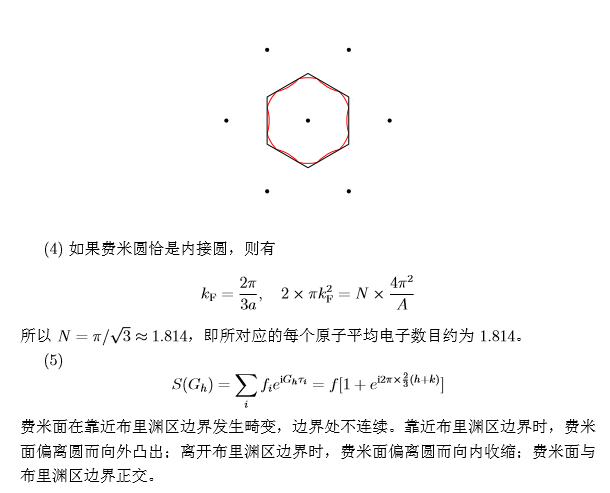 (4) 如果费米圆恰是内接圆，则有
k_F = \frac{2π}{3a},  2 × πk_F^2 = N × \frac{4π^2}{A}
所以 N = π/√3 ≈ 1.814，即所对应的每个原子平均电子数目约为 1.814。
(5)
S(G_h) = \sum_i f_i e^{iG_h τ_i} = f[1 + e^{i2π×\frac{2}{3}(h+k)}]
费米面在靠近布里渊区边界发生畸变，边界处不连续。靠近布里渊区边界时，费米
面偏离圆而向外凸出；离开布里渊区边界时，费米面偏离圆而向内收缩；费米面与
布里渊区边界正交。